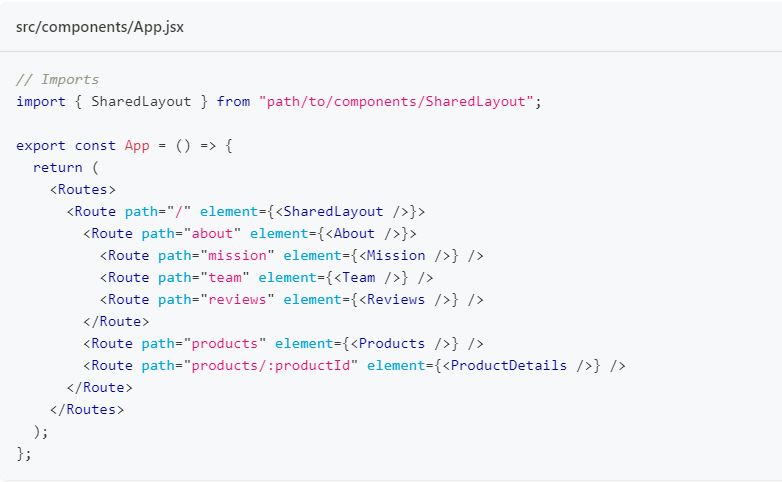 src/components/App.jsx
// Imports
import { SharedLayout } from "path/to/components/SharedLayout";
export const App = () => {
  return (
    <Routes>
      <Route path="/" element={<SharedLayout />}>
        <Route path="about" element={<About />}>
          <Route path="mission" element={<Mission />} />
          <Route path="team" element={<Team />} />
          <Route path="reviews" element={<Reviews />} />
        </Route>
        <Route path="products" element={<Products />} />
        <Route path="products/:productId" element={<ProductDetails />} />
      </Route>
    </Routes>
  );
};